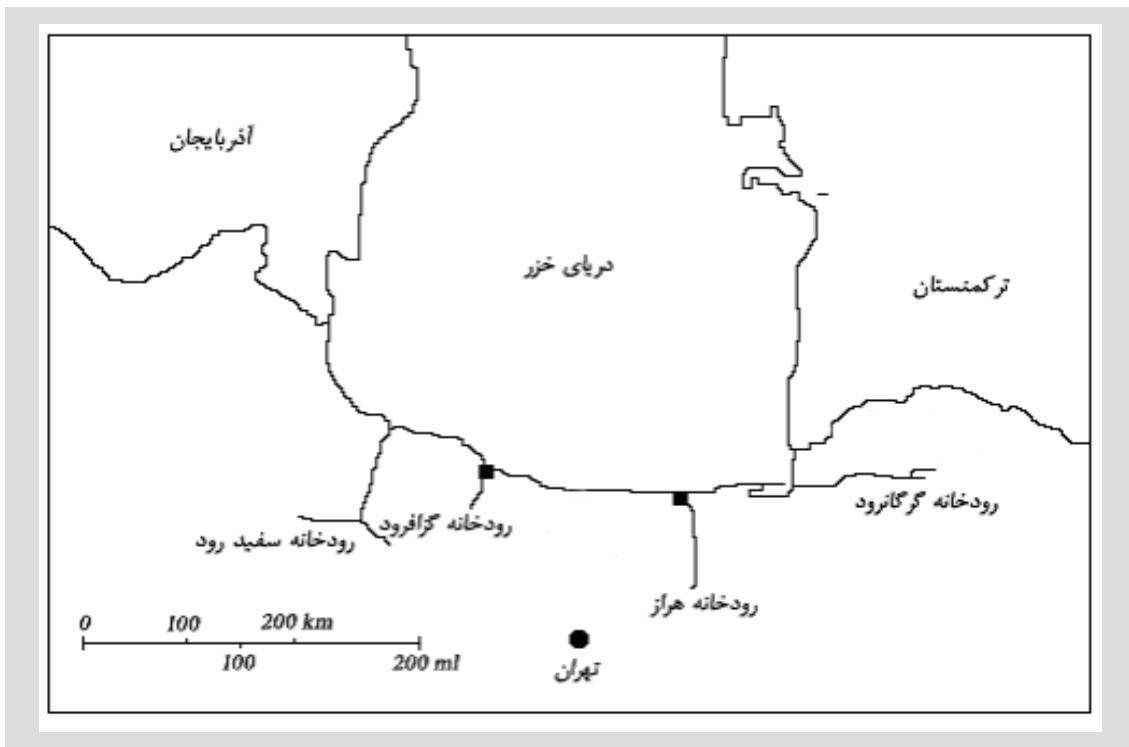 آذربایجان
دریای خزر
ترکمنستان
رودخانه گرگانرود
رودخانه گزافرود
رودخانه سفید رود
رودخانه هراز
0 100 200 km
100 200 ml
تهران